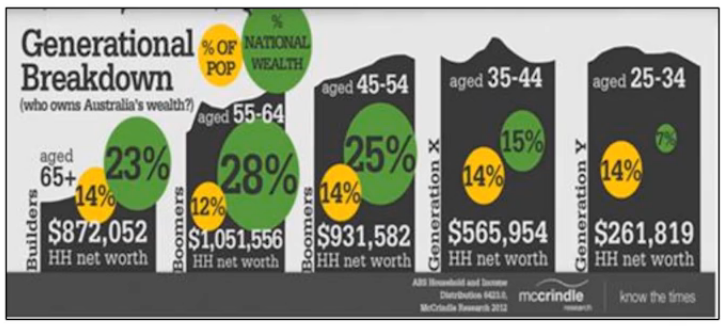 Generational
Breakdown
(who owns Australia's wealth?)
% OF
POP
%
NATIONAL
WEALTH
Builders
aged
65+
14%
23%
$872,052
HH net worth
Boomers
aged 55-64
12%
28%
$1,051,556
HH net worth
Boomers
aged 45-54
14%
25%
$931,582
HH net worth
Generation X
aged 35-44
14%
15%
$565,954
HH net worth
Generation Y
aged 25-34
14%
7%
$261,819
HH net worth
ABS Household and Income
Distribution 6523.0,
McCrindle Research 2012
mccrindle
research
know the times